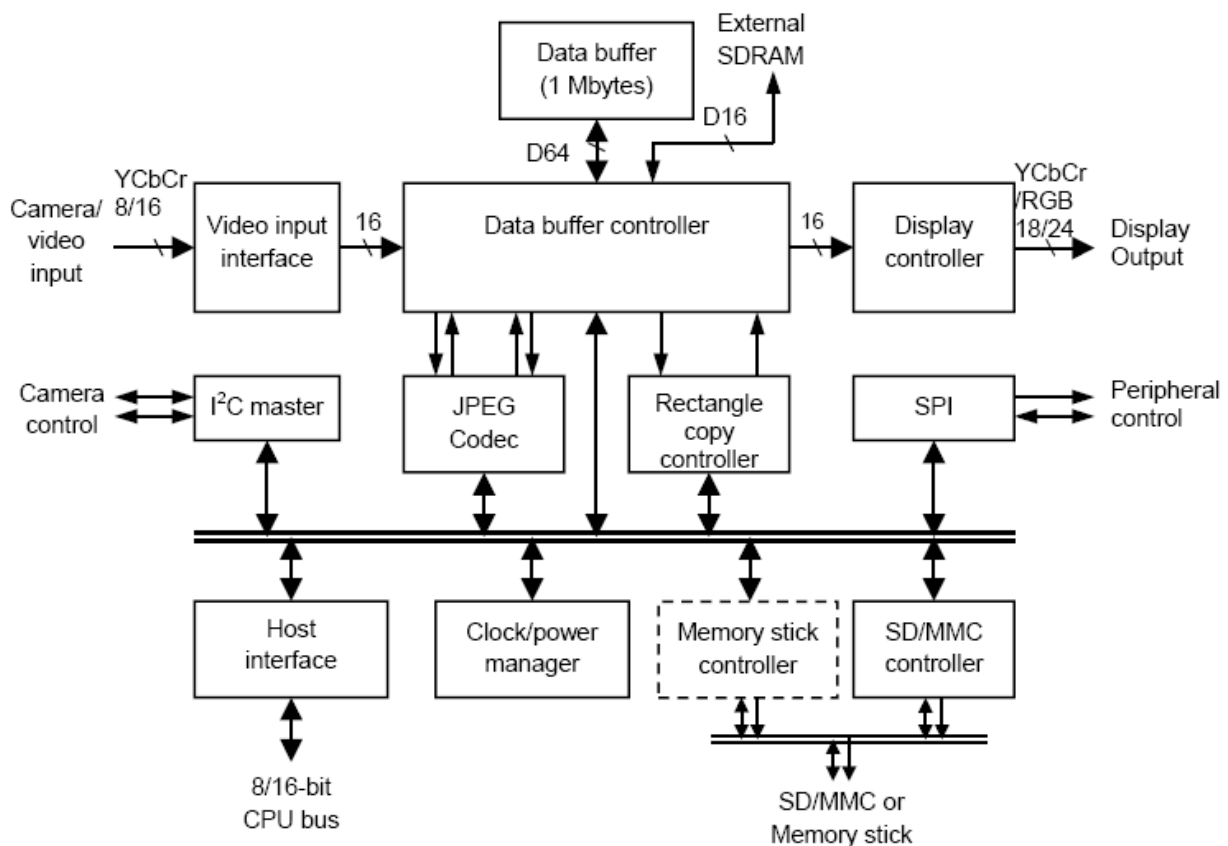 External
SDRAM
Data buffer
(1 Mbytes)
D16
D64
YCbCr
8/16
Camera/
video
input
Video input
interface
16
Data buffer controller
16
Display
controller
YCbCr
/RGB
18/24
Display
Output
Camera
control
I²C master
JPEG
Codec
Rectangle
copy
controller
SPI
Peripheral
control
Host
interface
Clock/power
manager
Memory stick
controller
SD/MMC
controller
8/16-bit
CPU bus
SD/MMC or
Memory stick